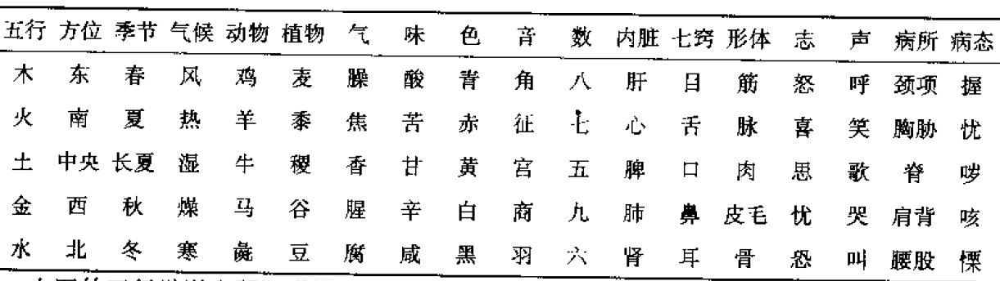 五行 方位 季节 气候 动物 植物 气 味 色 音 数 内脏 七窍 形体 志 声 病所 病态
木 东 春 风 鸡 麦 臊 酸 青 角 八 肝 目 筋 怒 呼 颈项 握
火 南 夏 热 羊 黍 焦 苦 赤 征 七 心 舌 脉 喜 笑 胸胁 忧
土 中央 长夏 湿 牛 稷 香 甘 黄 宫 五 脾 口 肉 思 歌 脊 哕
金 西 秋 燥 马 谷 腥 辛 白 商 九 肺 鼻 皮毛 忧 哭 肩背 咳
水 北 冬 寒 彘 豆 腐 咸 黑 羽 六 肾 耳 骨 恐 叫 腰股 慄